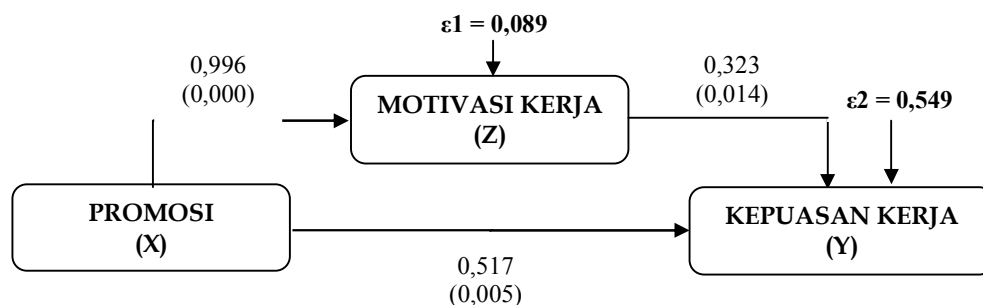 ε1 = 0,089
0,996
(0,000)
MOTIVASI KERJA
(Z)
0,323
(0,014)
ε2 = 0,549
PROMOSI
(X)
KEPUASAN KERJA
(Y)
0,517
(0,005)